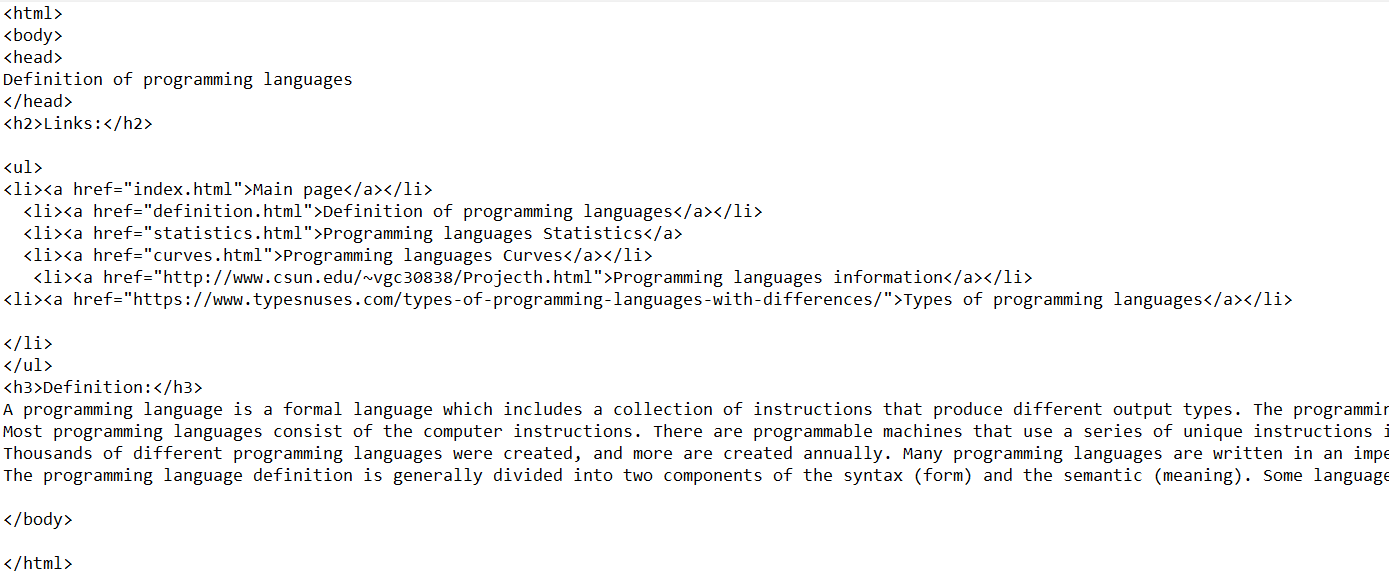 <html>
<body>
<head>
Definition of programming languages
</head>
<h2>Links:</h2>
<ul>
<li><a href="index.html">Main page</a></li>
<li><a href="definition.html">Definition of programming languages</a></li>
<li><a href="statistics.html">Programming languages Statistics</a>
<li><a href="curves.html">Programming languages Curves</a></li>
<li><a href="http://www.csun.edu/~vgc30838/Projecth.html">Programming languages information</a></li>
<li><a href="https://www.typesnuses.com/types-of-programming-languages-with-differences/">Types of programming languages</a></li>
</li>
</ul>
<h3>Definition:</h3>
A programming language is a formal language which includes a collection of instructions that produce different output types. The
Most programming languages consist of the computer instructions. There are programmable machines that use a series of unique instructions
Thousands of different programming languages were created, and more are created annually. Many programming languages are written in an
The programming language definition is generally divided into two components of the syntax (form) and the semantic (meaning). Some
</body>
</html>